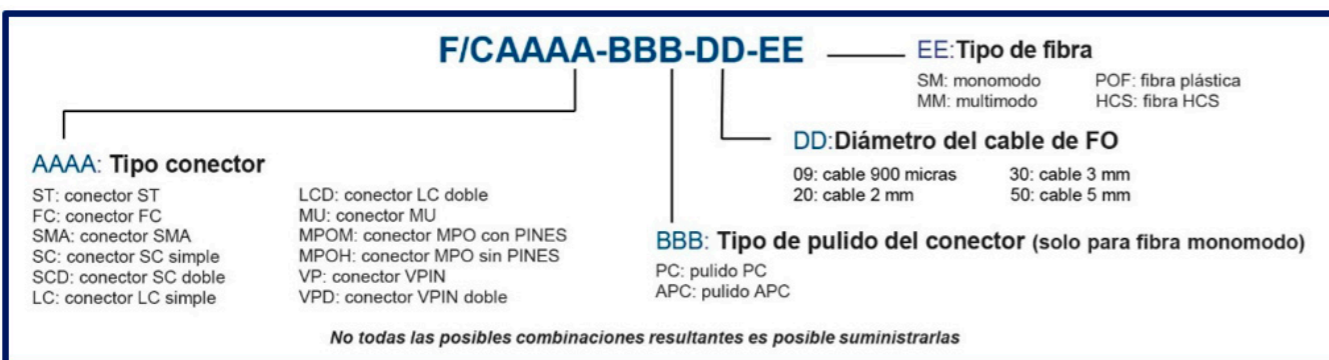 F/CAAAA-BBB-DD-EE
EE:Tipo de fibra
SM: monomodo POF: fibra plástica
MM: multimodo HCS: fibra HCS
DD:Diámetro del cable de FO
09: cable 900 micras 30: cable 3 mm
20: cable 2 mm 50: cable 5 mm
AAAA: Tipo conector
ST: conector ST LCD: conector LC doble
FC: conector FC MU: conector MU
SMA: conector SMA MPOM: conector MPO con PINES
SC: conector SC simple MPOH: conector MPO sin PINES
SCD: conector SC doble VP: conector VPIN
LC: conector LC simple VPD: conector VPIN doble
BBB: Tipo de pulido del conector (solo para fibra monomodo)
PC: pulido PC
APC: pulido APC
No todas las posibles combinaciones resultantes es posible suministrarlas